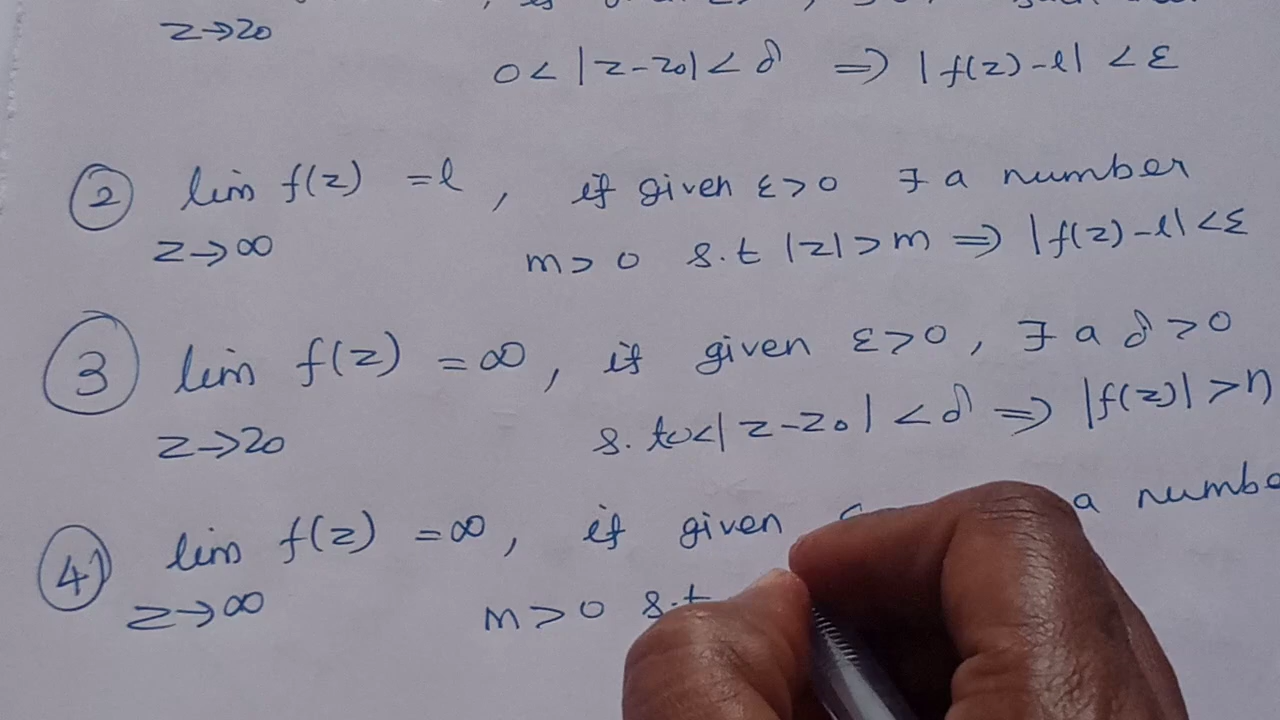 z→z0
0<|z-z0|<δ ⇒ |f(z)-l| <ε
② lim f(z) =l , if given ε>0 ∃ a number
z→∞ m>0 s.t |z|>m ⇒ |f(z)-l| <ε
③ lim f(z) =∞, if given ε>0, ∃ a δ>0
z→z0 s.t 0<|z-z0|<δ ⇒ |f(z)|>η
④ lim f(z) =∞, if given a
z→∞ m>0 s.t